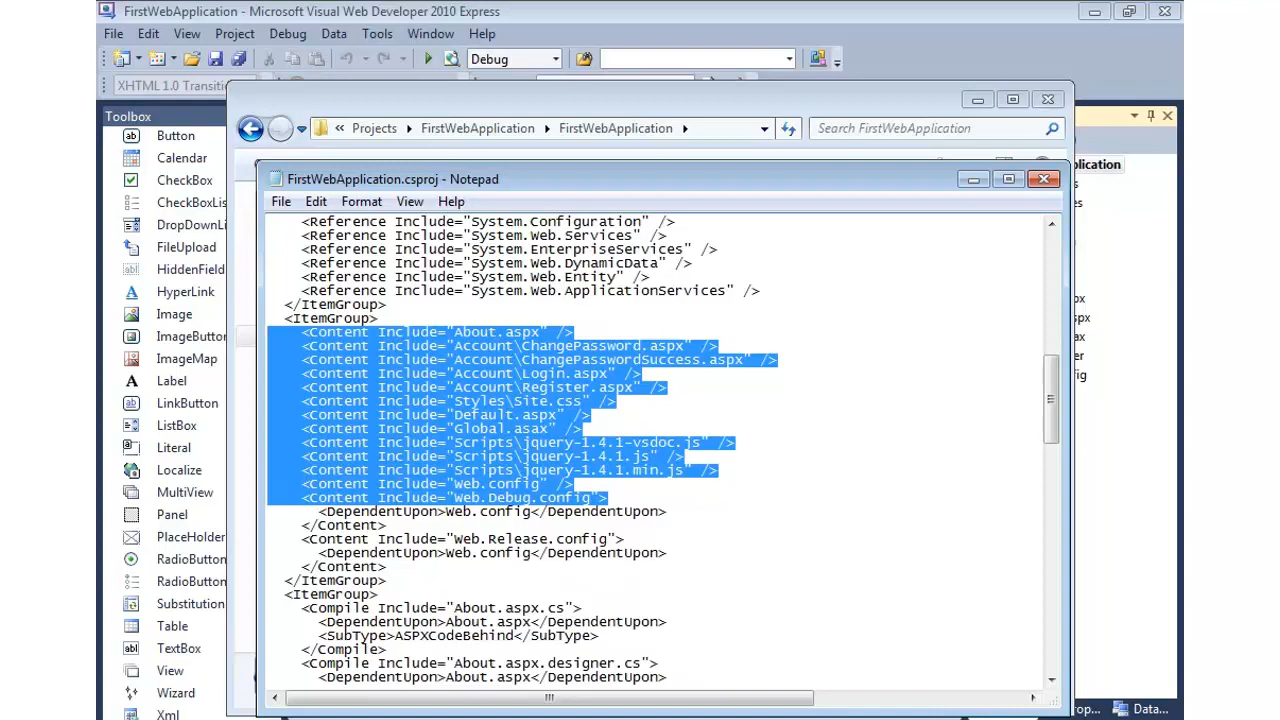 FirstWebApplication - Microsoft Visual Web Developer 2010 Express
File Edit View Project Debug Data Tools Window Help
Debug
XHTML 1.0 Transiti
Toolbox
Button
Calendar
CheckBox
CheckBoxLis
DropDownLi
FileUpload
HiddenField
HyperLink
Image
ImageButto
ImageMap
Label
LinkButton
ListBox
Literal
Localize
MultiView
Panel
PlaceHolder
RadioButton
RadioButton
Substitution
Table
TextBox
View
Wizard
Xml
« Projects FirstWebApplication FirstWebApplication
Search FirstWebApplication
FirstWebApplication.csproj - Notepad
File Edit Format View Help
<Reference Include="System.Configuration" />
<Reference Include="System.Web.Services" />
<Reference Include="System.EnterpriseServices" />
<Reference Include="System.Web.DynamicData" />
<Reference Include="System.Web.Entity" />
<Reference Include="System.Web.ApplicationServices" />
</ItemGroup>
<ItemGroup>
<Content Include="About.aspx" />
<Content Include="Account\ChangePassword.aspx" />
<Content Include="Account\ChangePasswordSuccess.aspx" />
<Content Include="Account\Login.aspx" />
<Content Include="Account\Register.aspx" />
<Content Include="Styles\Site.css" />
<Content Include="Default.aspx" />
<Content Include="Global.asax" />
<Content Include="Scripts\jquery-1.4.1-vsdoc.js" />
<Content Include="Scripts\jquery-1.4.1.js" />
<Content Include="Scripts\jquery-1.4.1.min.js" />
<Content Include="Web.config" />
<Content Include="Web.Debug.config">
<DependentUpon>Web.config</DependentUpon>
</Content>
<Content Include="Web.Release.config">
<DependentUpon>Web.config</DependentUpon>
</Content>
</ItemGroup>
<ItemGroup>
<Compile Include="About.aspx.cs">
<DependentUpon>About.aspx</DependentUpon>
<SubType>ASPXCodeBehind</SubType>
</Compile>
<Compile Include="About.aspx.designer.cs">
<DependentUpon>About.aspx</DependentUpon>
plication
es
px
spx
ter
fig
rop... Data...